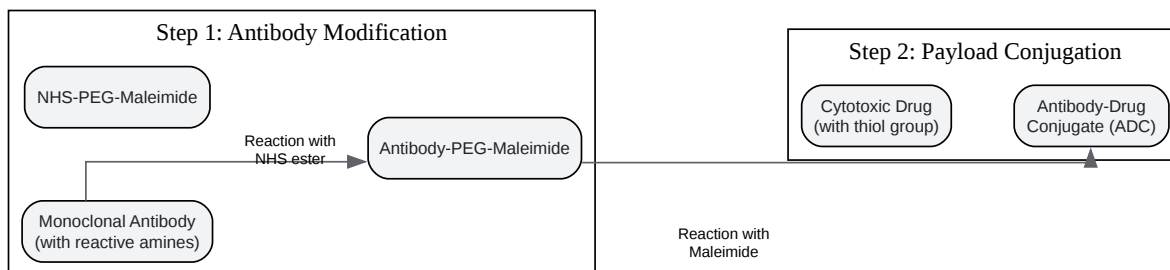 Step 1: Antibody Modification
NHS-PEG-Maleimide
Reaction with
NHS ester
Antibody-PEG-Maleimide
Monoclonal Antibody
(with reactive amines)
Step 2: Payload Conjugation
Cytotoxic Drug
(with thiol group)
Antibody-Drug
Conjugate (ADC)
Reaction with
Maleimide